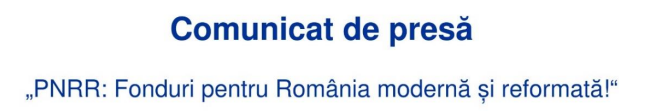 Comunicat de presă
„PNRR: Fonduri pentru România modernă și reformată!“